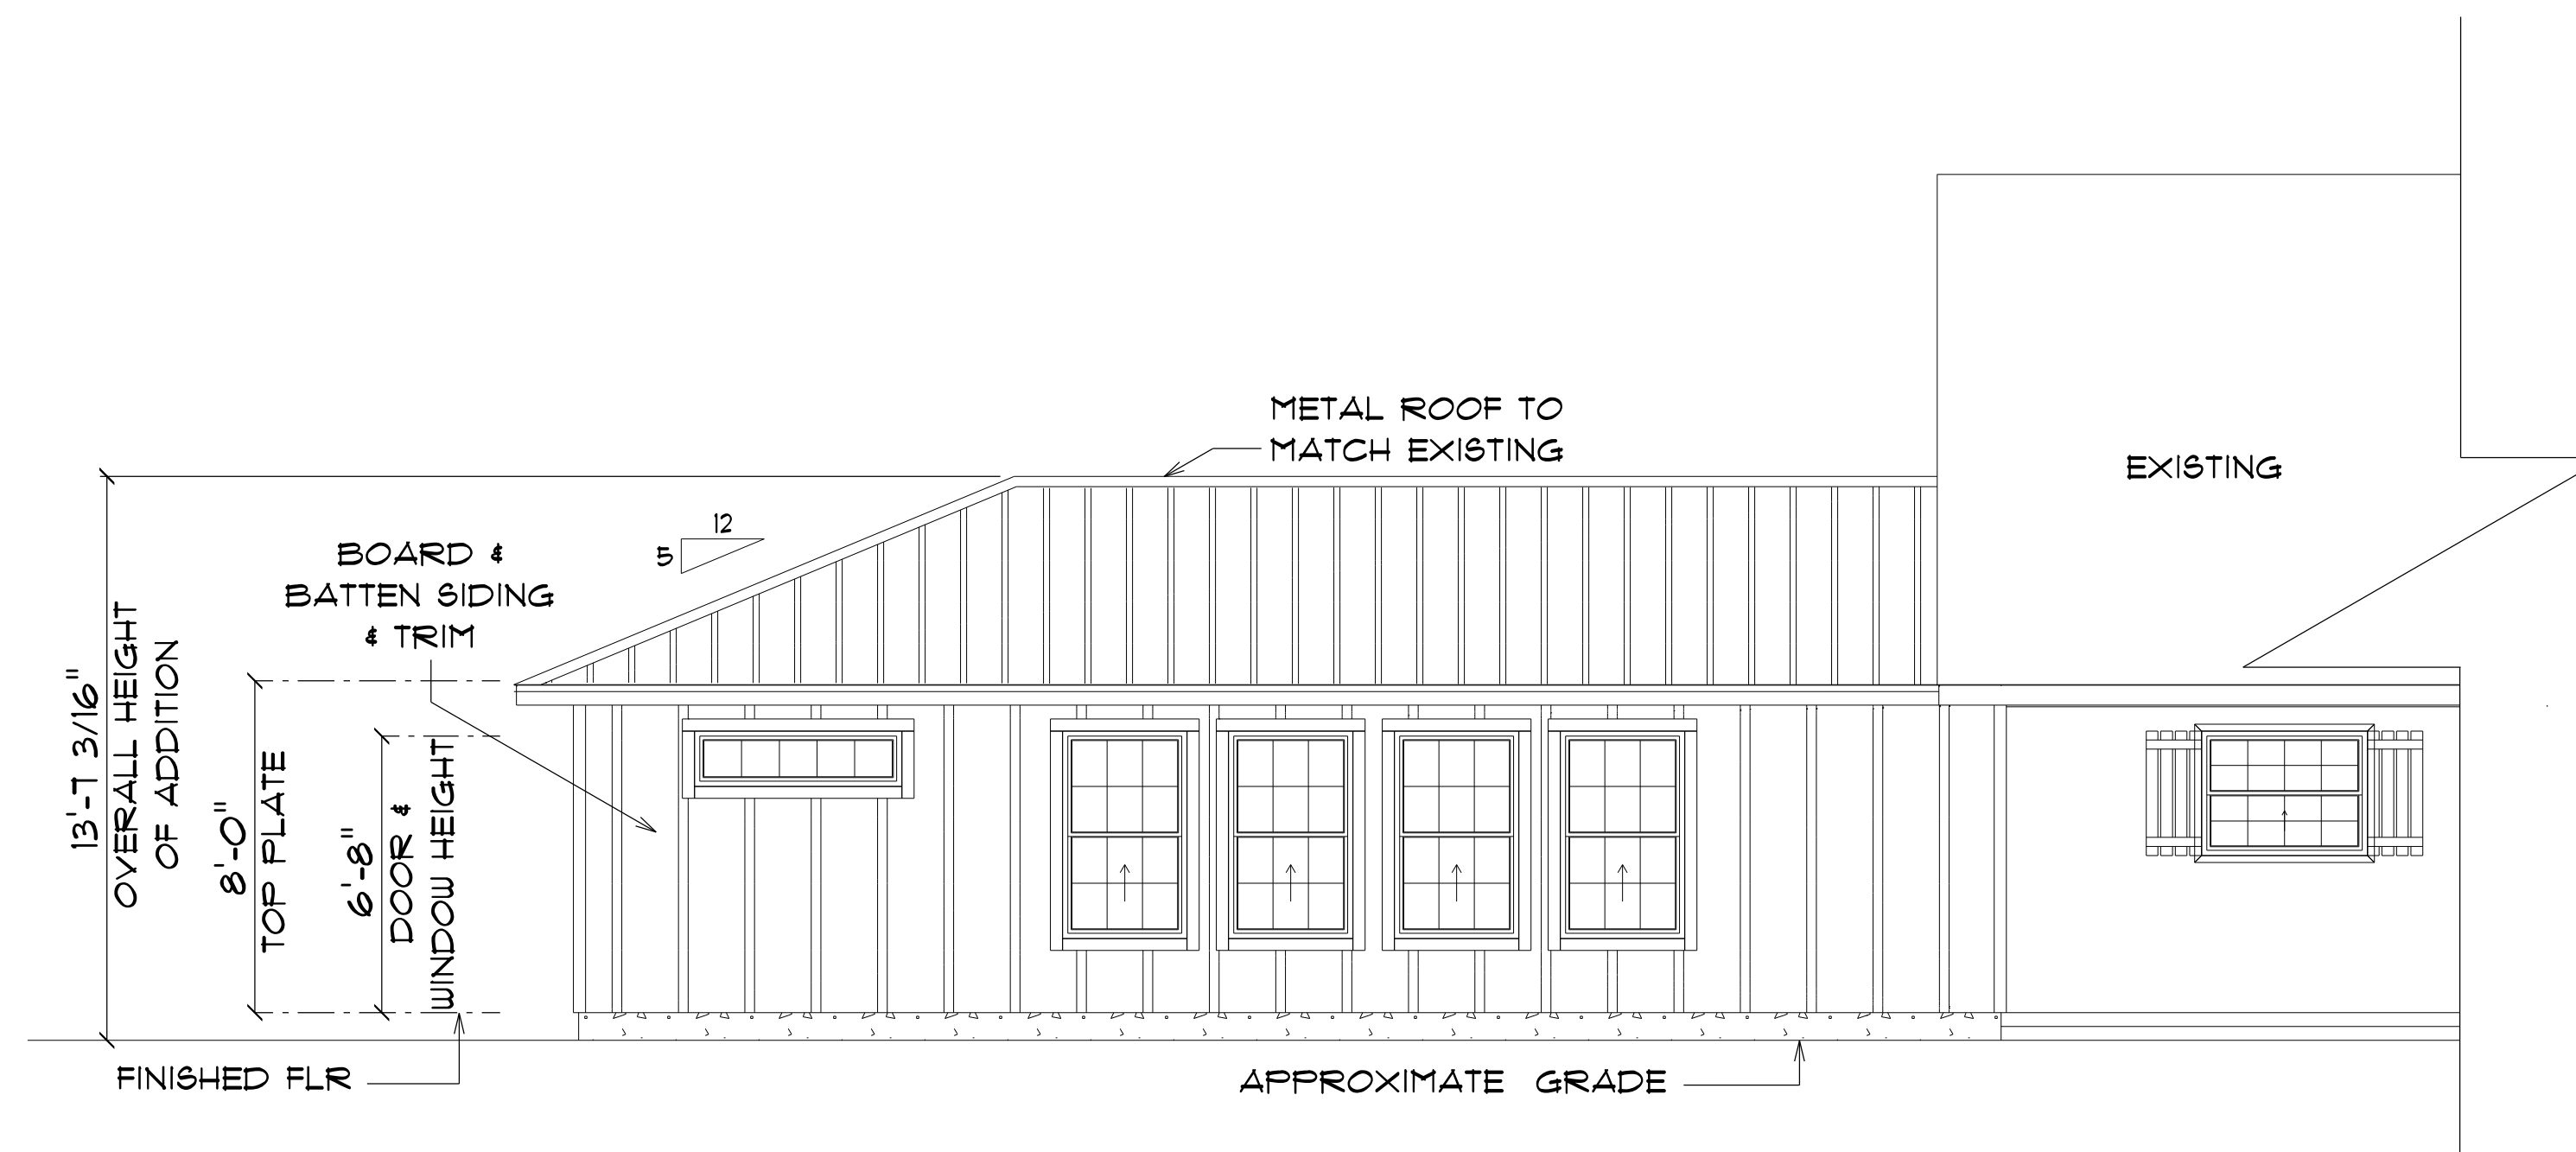 METAL ROOF TO
MATCH EXISTING
EXISTING
12
5
BOARD &
BATTEN SIDING
& TRIM
13'-7 3/16"
OVERALL HEIGHT
OF ADDITION
8'-0"
TOP PLATE
6'-8"
DOOR &
WINDOW HEIGHT
FINISHED FLR
APPROXIMATE GRADE